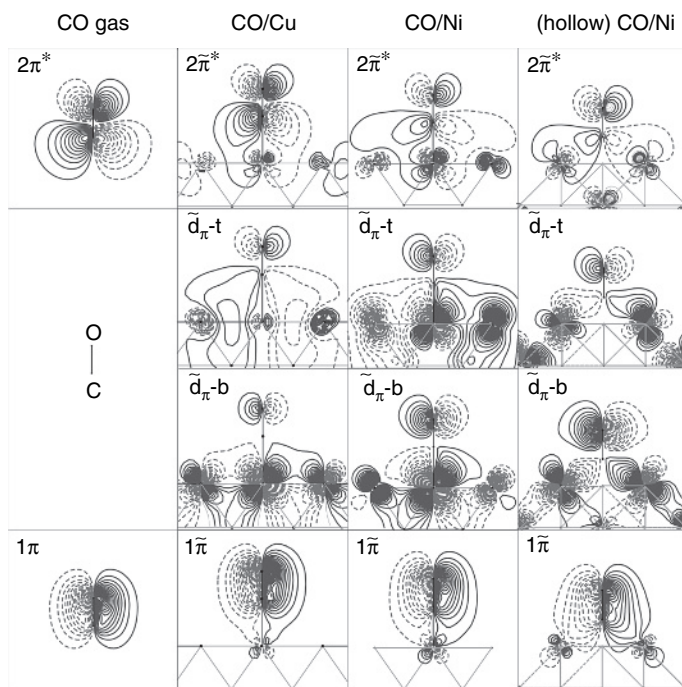 CO gas CO/Cu CO/Ni (hollow) CO/Ni
2π* 2π̃* 2π̃* 2π̃*
d̃π-t d̃π-t d̃π-t
O
C
d̃π-b d̃π-b d̃π-b
1π 1π̃ 1π̃ 1π̃